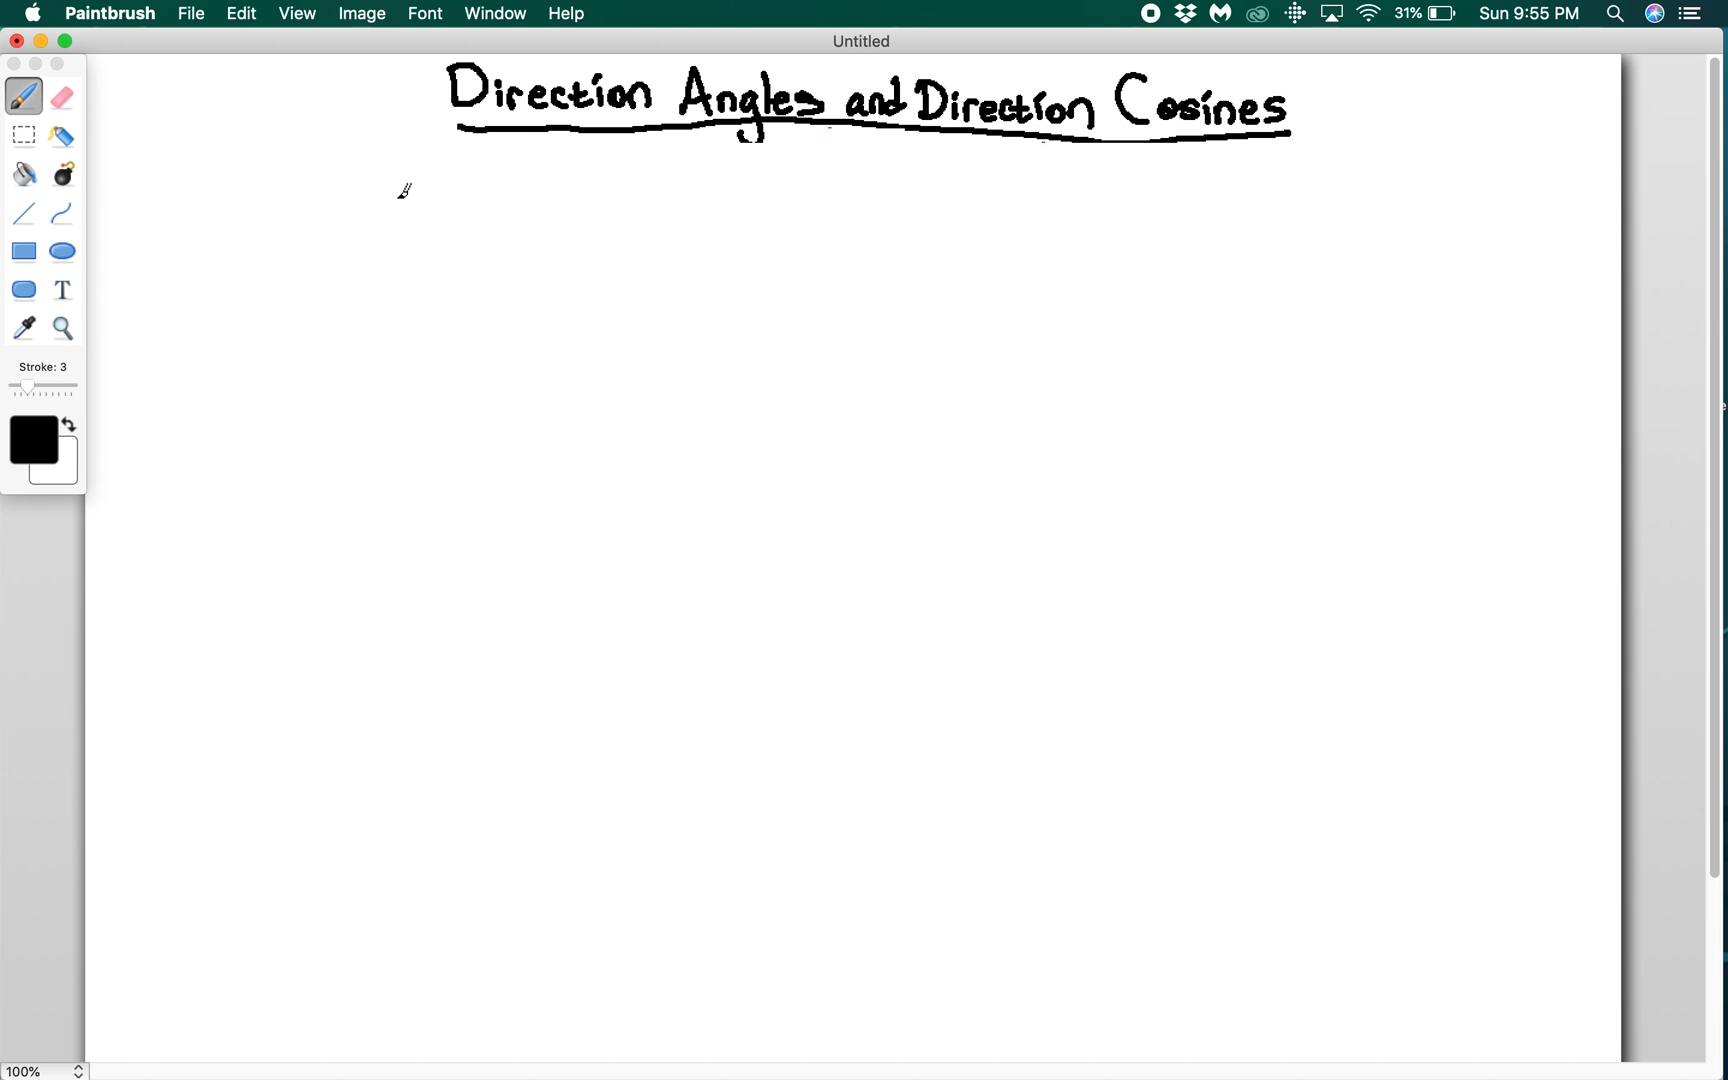 Paintbrush File Edit View Image Font Window Help 31% Sun 9:55 PM
Untitled
Direction Angles and Direction Cosines
T
Stroke: 3
100%